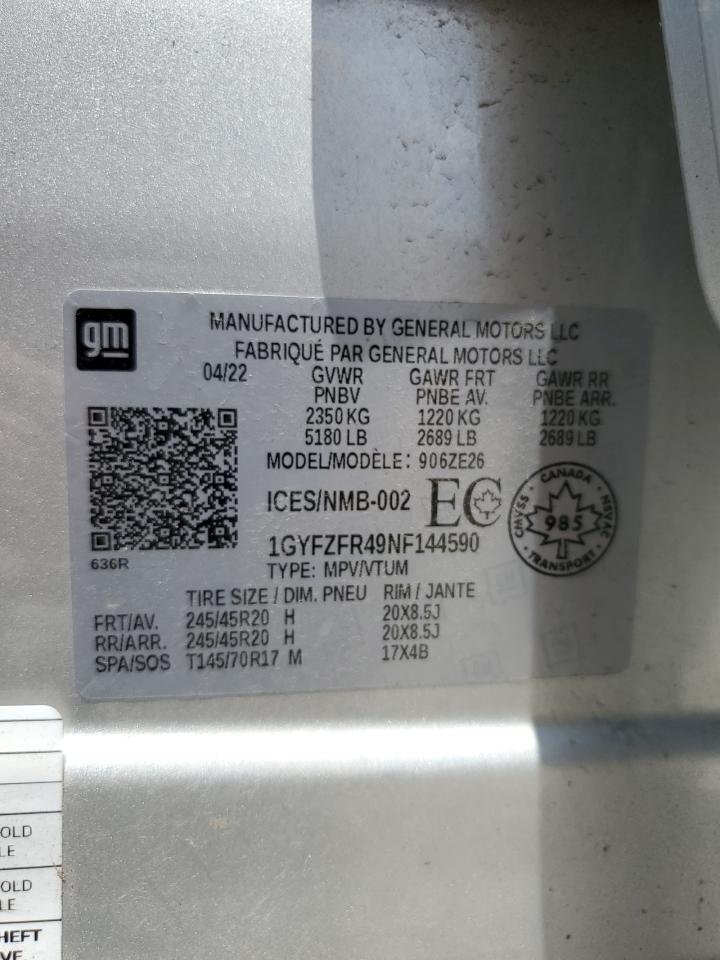 gm
MANUFACTURED BY GENERAL MOTORS LLC
FABRIQUÉ PAR GENERAL MOTORS LLC
04/22 GVWR GAWR FRT GAWR RR
PNBV PNBE AV. PNBE ARR.
2350 KG 1220 KG 1220 KG
5180 LB 2689 LB 2689 LB
MODEL/MODÈLE: 906ZE26
ICES/NMB-002 EC
CANADA
CMVSS 985 NSVAC
TRANSPORT
1GYFZFR49NF144590
636R
TYPE: MPV/VTUM
TIRE SIZE / DIM. PNEU RIM / JANTE
FRT/AV. 245/45R20 H 20X8.5J
RR/ARR. 245/45R20 H 20X8.5J
SPA/SOS T145/70R17 M 17X4B
OLD
LE
OLD
LE
HEFT
VE